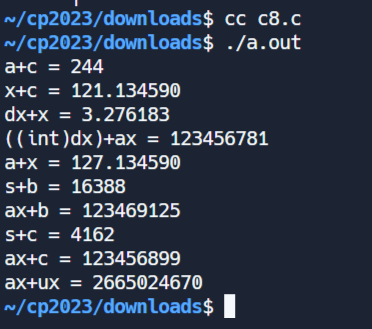 ~/cp2023/downloads$ cc c8.c
~/cp2023/downloads$ ./a.out
a+c = 244
x+c = 121.134590
dx+x = 3.276183
((int)dx)+ax = 123456781
a+x = 127.134590
s+b = 16388
ax+b = 123469125
s+c = 4162
ax+c = 123456899
ax+ux = 2665024670
~/cp2023/downloads$